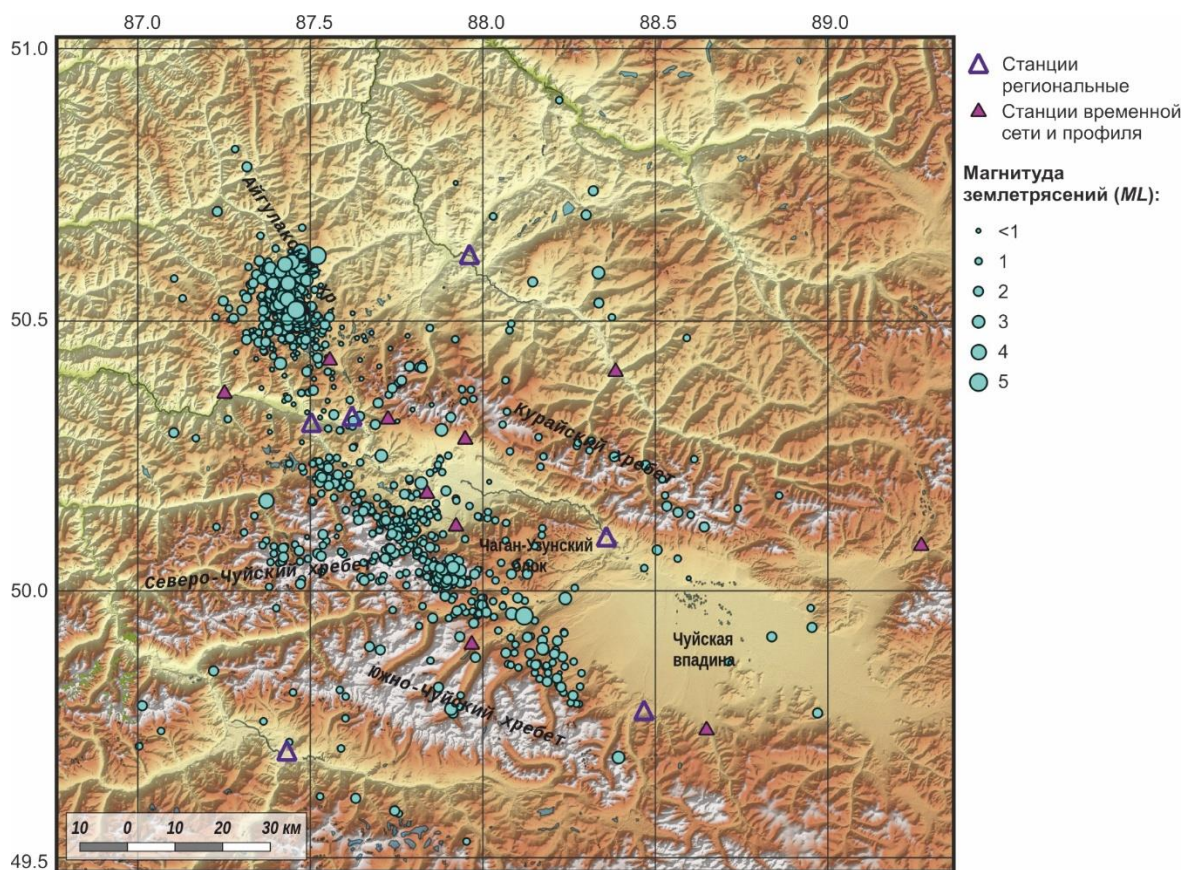 87.0 87.5 88.0 88.5 89.0
51.0
50.5
50.0
49.5
Айгулакский хр.
Курайский хребет
Чаган-Узунский
блок
Северо-Чуйский хребет
Чуйская
впадина
Южно-Чуйский хребет
10 0 10 20 30 км
Станции
региональные
Станции временной
сети и профиля
Магнитуда
землетрясений (ML):
<1
1
2
3
4
5